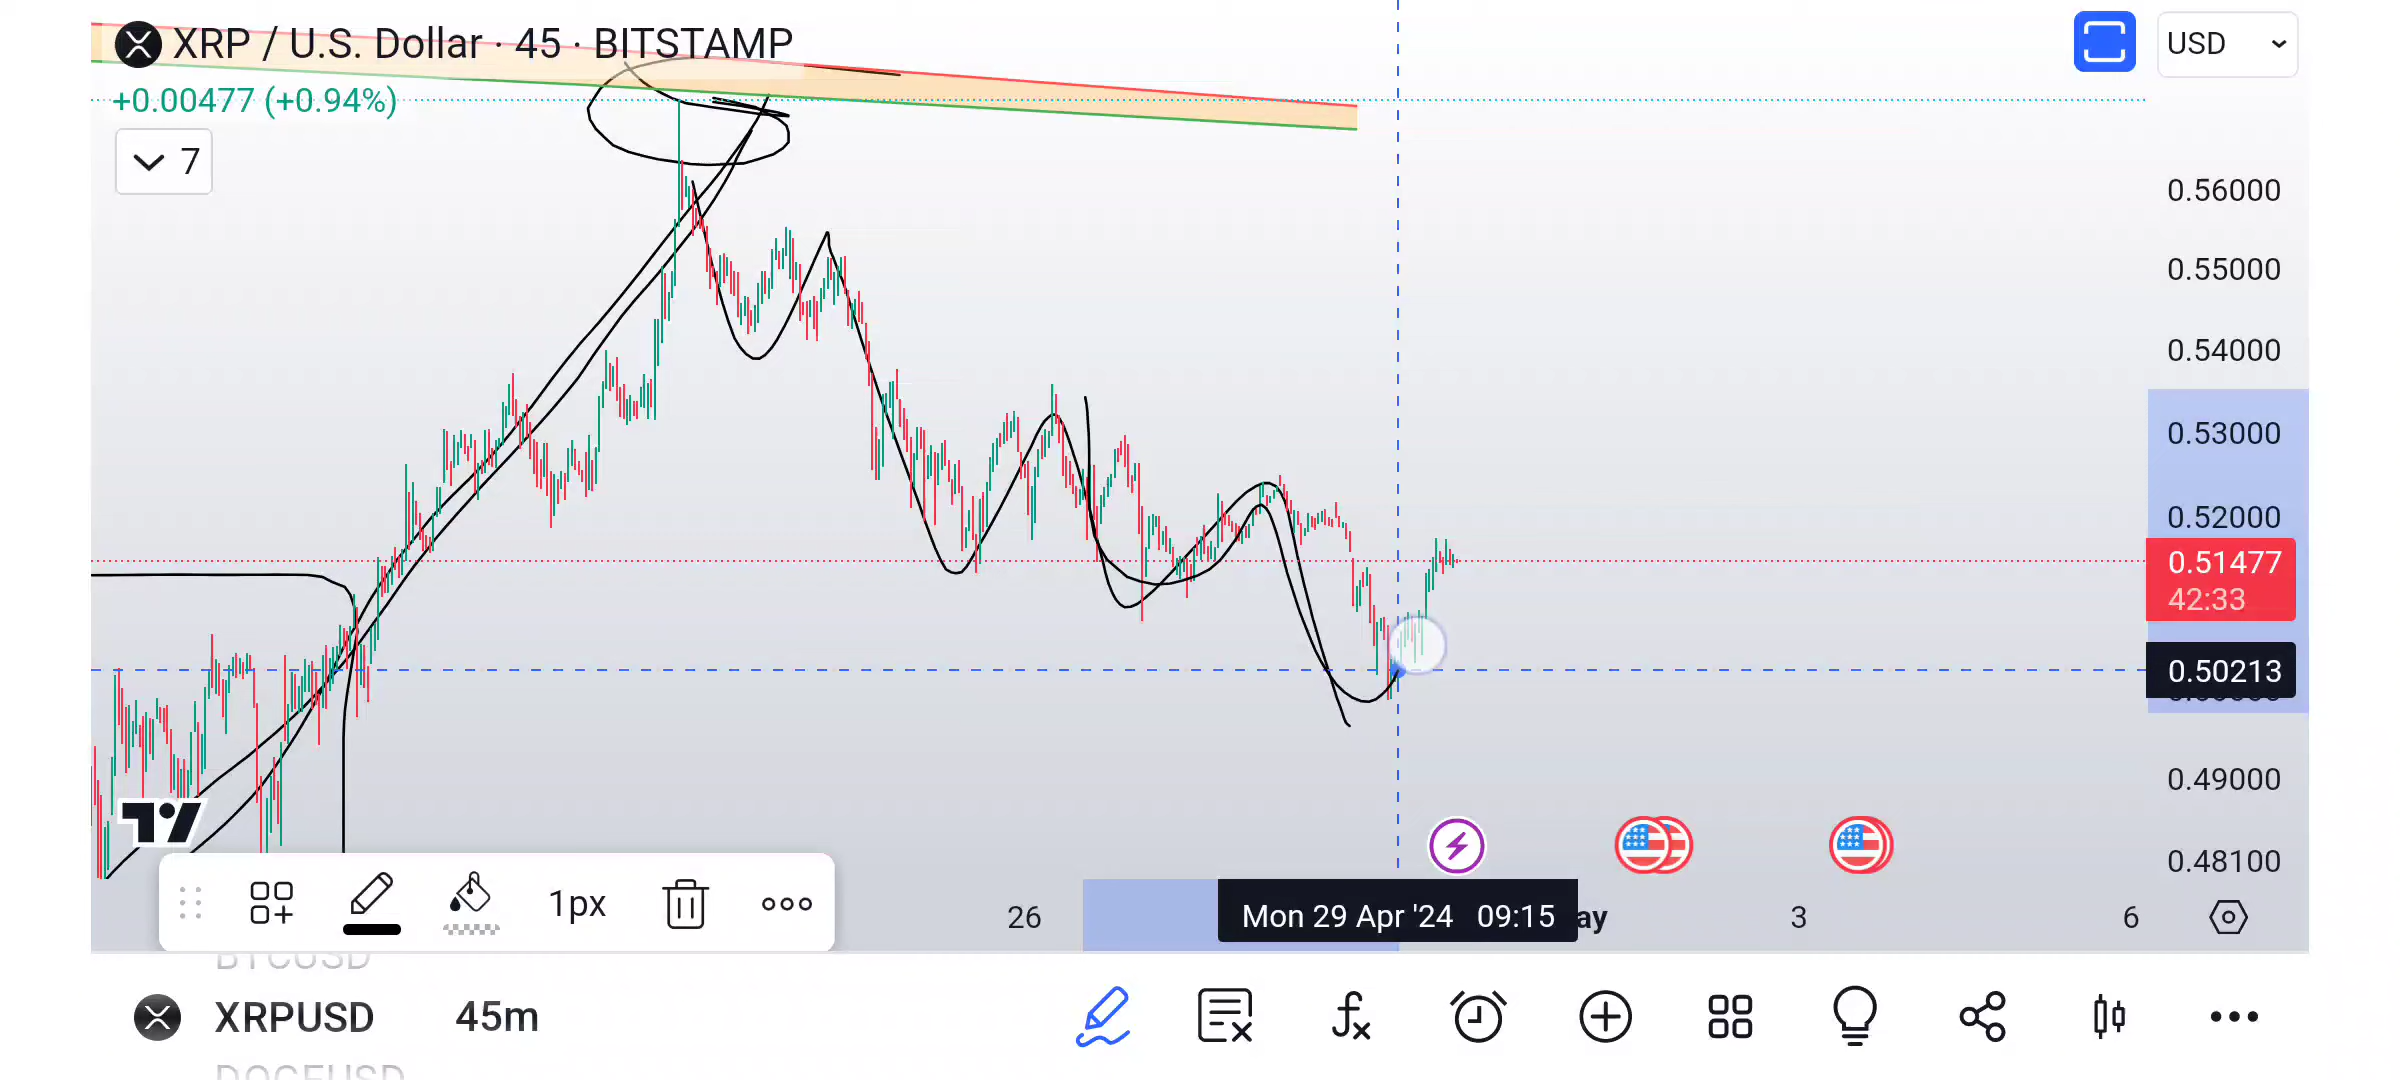 XRP / U.S. Dollar · 45 · BITSTAMP
USD
+0.00477 (+0.94%)
7
0.56000
0.55000
0.54000
0.53000
0.52000
0.51477
42:33
0.50213
0.49000
0.48100
1px
26
Mon 29 Apr '24 09:15
ay
3
6
BTCUSD
XRPUSD 45m
DOGEUSD